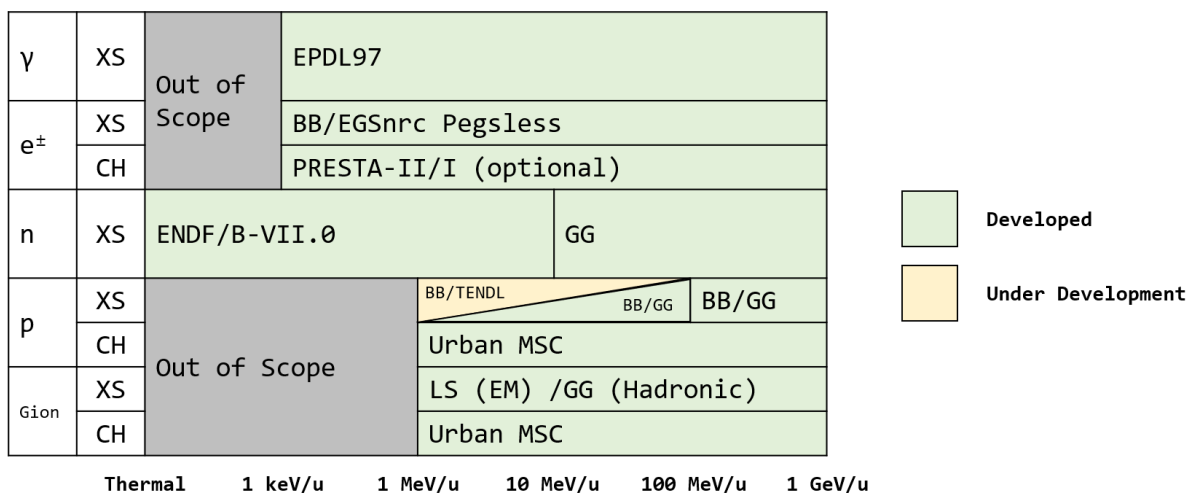 γ
XS
Out of
Scope
EPDL97
e±
XS
BB/EGSnrc Pegsless
CH
PRESTA-II/I (optional)
n
XS
ENDF/B-VII.0
GG
p
XS
Out of Scope
BB/TENDL
BB/GG
BB/GG
CH
Urban MSC
Gion
XS
LS (EM) /GG (Hadronic)
CH
Urban MSC
Thermal 1 keV/u 1 MeV/u 10 MeV/u 100 MeV/u 1 GeV/u
Developed
Under Development